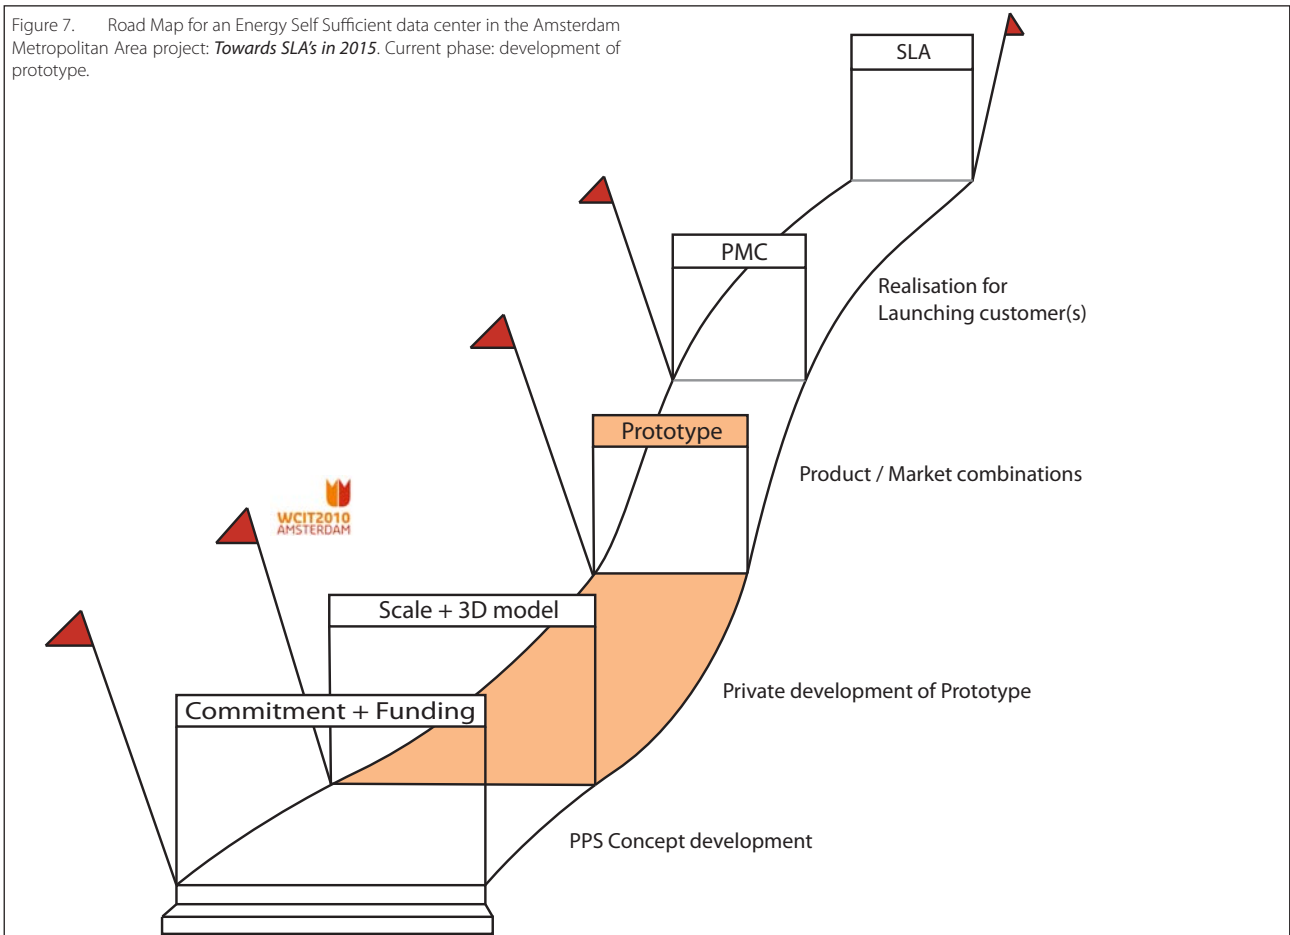 Figure 7. Road Map for an Energy Self Sufficient data center in the Amsterdam
Metropolitan Area project: Towards SLA's in 2015. Current phase: development of
prototype.
SLA
PMC
Realisation for
Launching customer(s)
Prototype
Product / Market combinations
WCIT2010
AMSTERDAM
Scale + 3D model
Private development of Prototype
Commitment + Funding
PPS Concept development